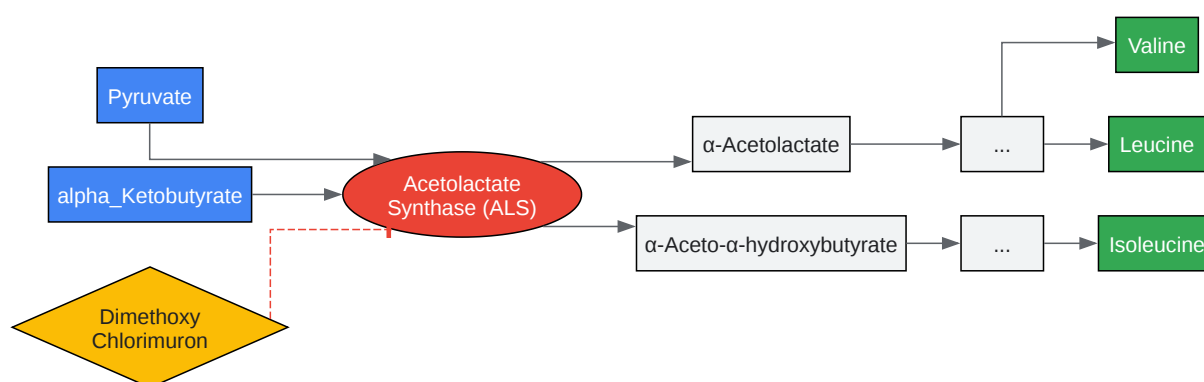 Valine
Pyruvate
α-Acetolactate
...
Leucine
alpha_Ketobutyrate
Acetolactate
Synthase (ALS)
α-Aceto-α-hydroxybutyrate
...
Isoleucine
Dimethoxy
Chlorimuron